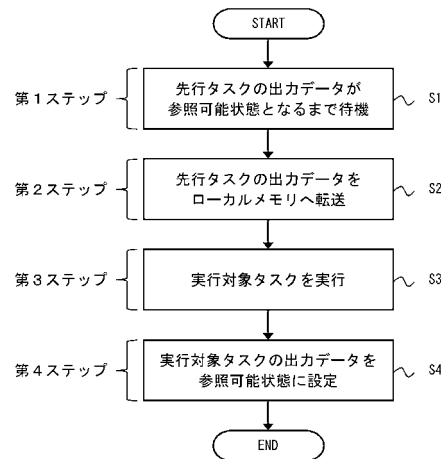 START
第１ステップ
先行タスクの出力データが
参照可能状態となるまで待機
S1
第２ステップ
先行タスクの出力データを
ローカルメモリへ転送
S2
第３ステップ
実行対象タスクを実行
S3
第４ステップ
実行対象タスクの出力データを
参照可能状態に設定
S4
END